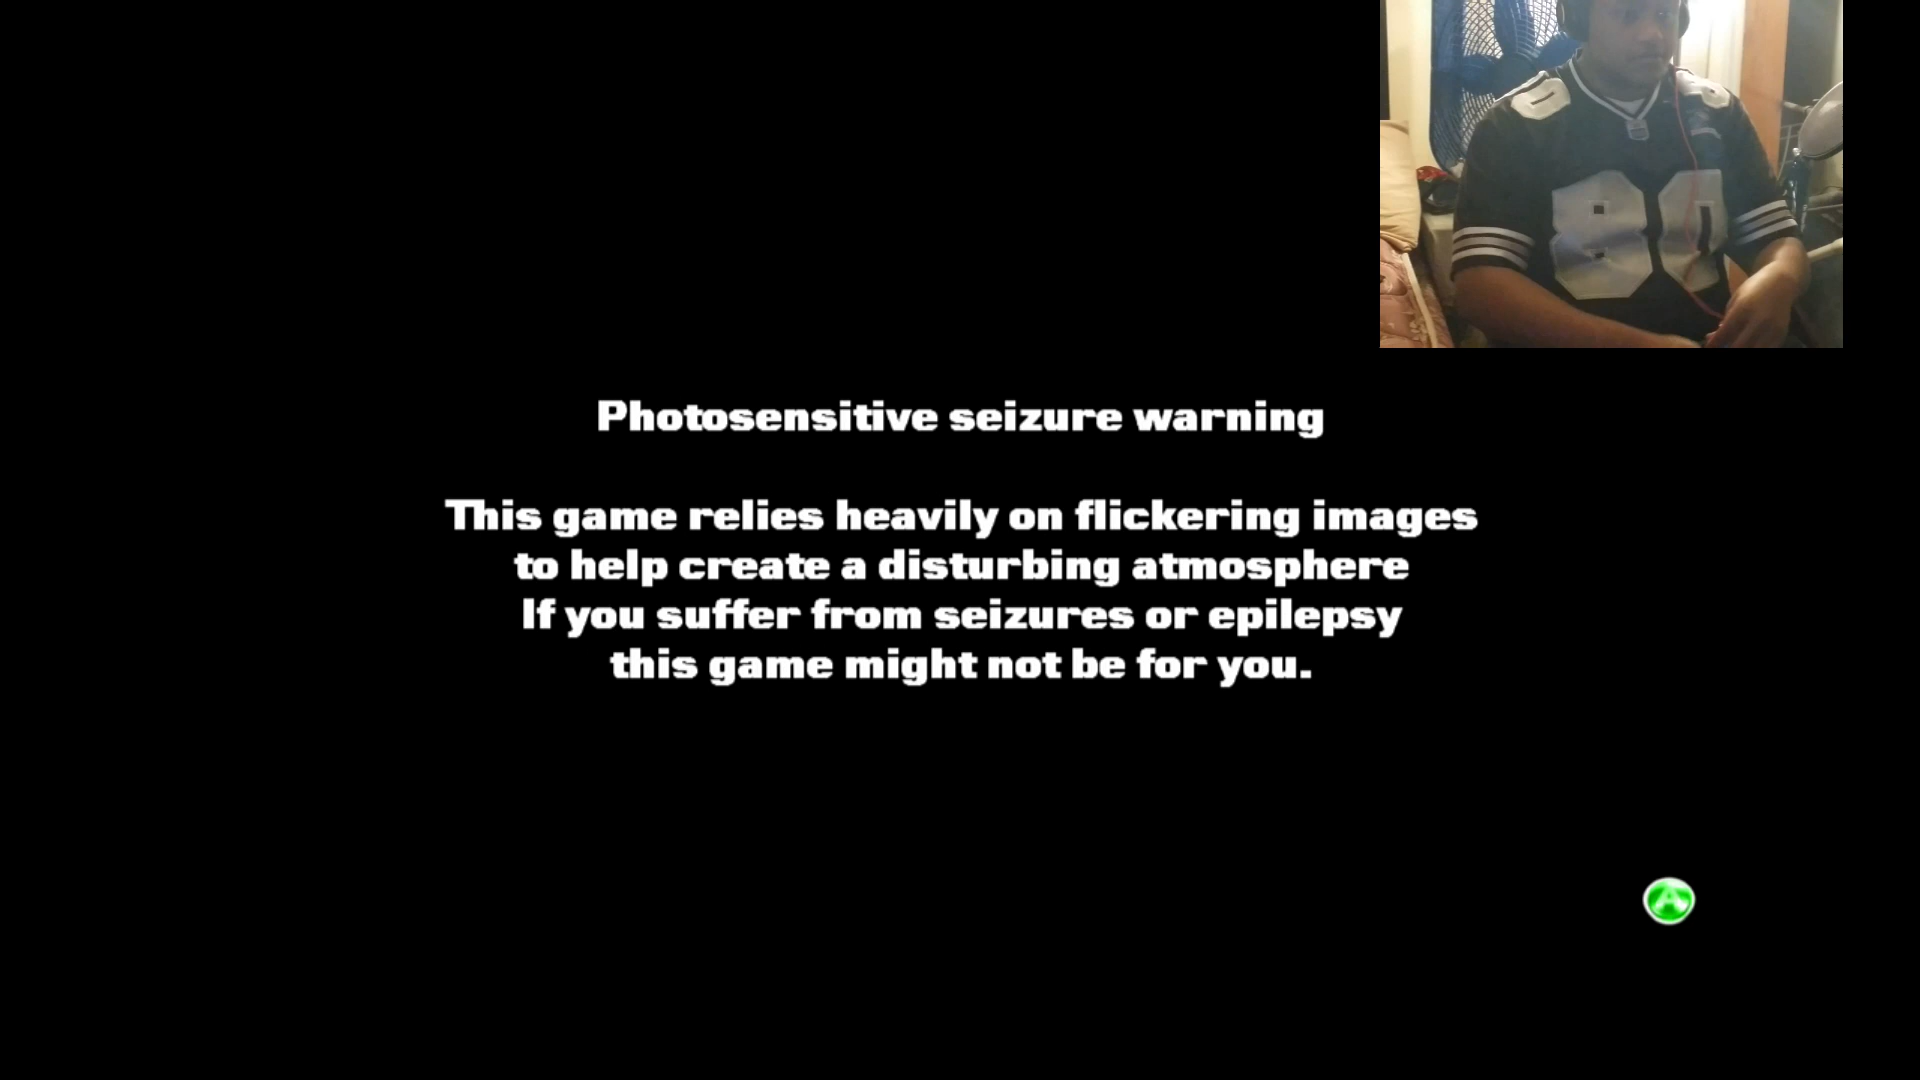 80
Photosensitive seizure warning
This game relies heavily on flickering images
to help create a disturbing atmosphere
If you suffer from seizures or epilepsy
this game might not be for you.
A